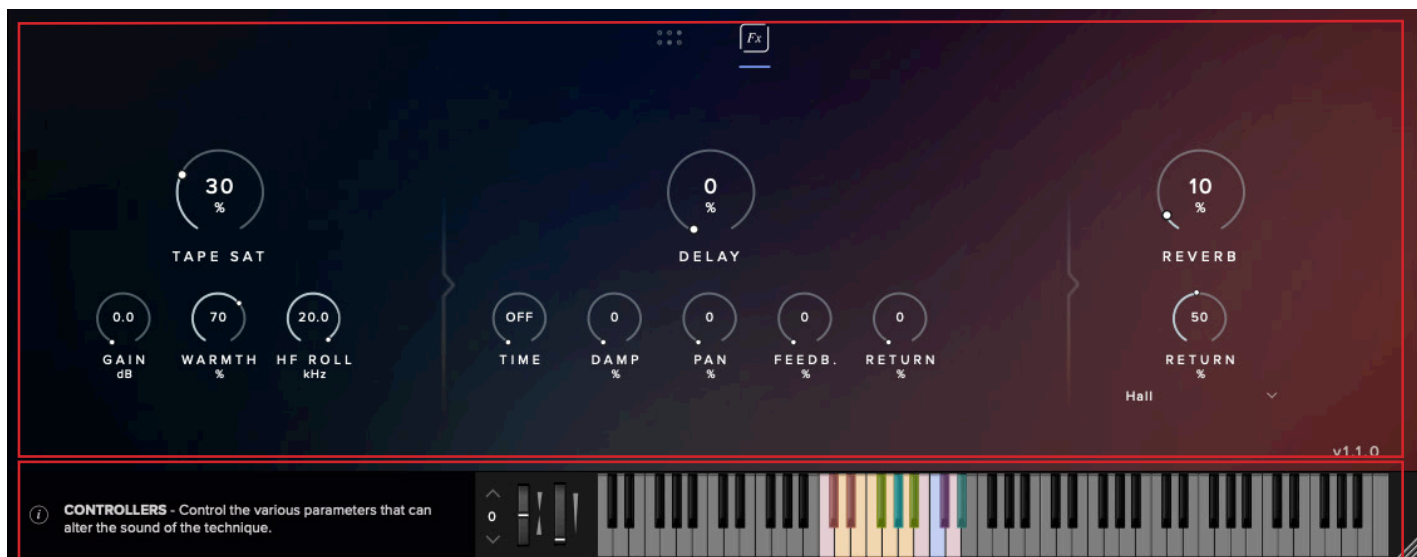 Fx
30
%
TAPE SAT
0
%
DELAY
10
%
REVERB
0.0
GAIN
dB
70
WARMTH
%
20.0
HF ROLL
kHz
OFF
TIME
0
DAMP
%
0
PAN
%
0
FEEDB.
%
0
RETURN
%
50
RETURN
%
Hall
v1.1.0
i
CONTROLLERS - Control the various parameters that can
alter the sound of the technique.
0